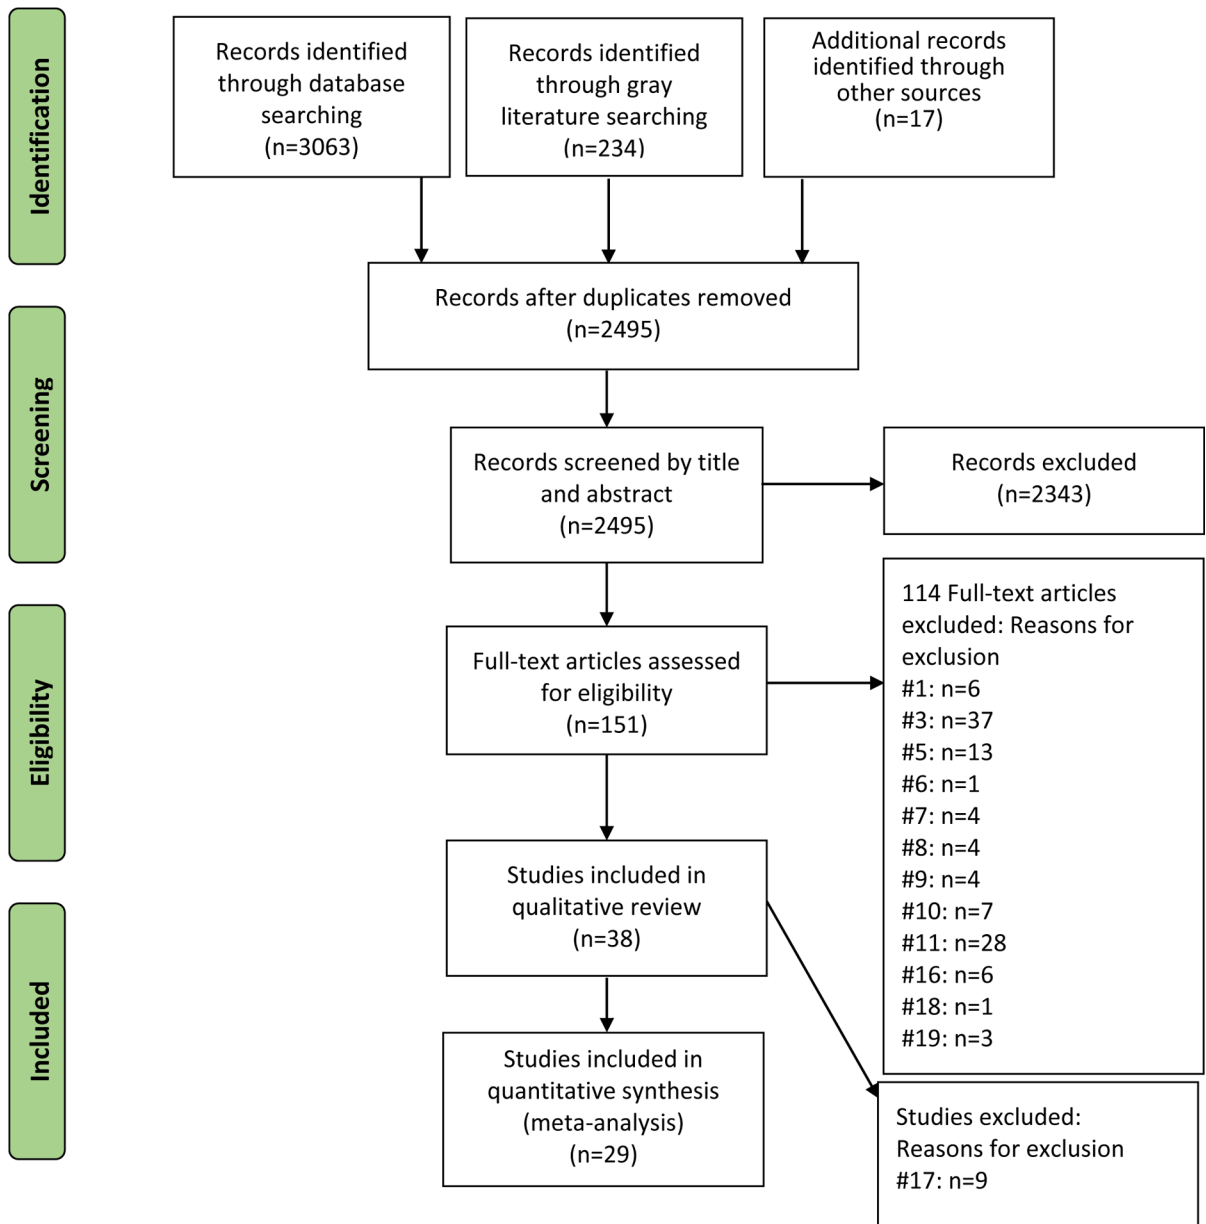 Identification
Records identified
through database
searching
(n=3063)
Records identified
through gray
literature searching
(n=234)
Additional records
identified through
other sources
(n=17)
Records after duplicates removed
(n=2495)
Screening
Records screened by title
and abstract
(n=2495)
Records excluded
(n=2343)
Eligibility
Full-text articles assessed
for eligibility
(n=151)
114 Full-text articles
excluded: Reasons for
exclusion
#1: n=6
#3: n=37
#5: n=13
#6: n=1
#7: n=4
#8: n=4
#9: n=4
#10: n=7
#11: n=28
#16: n=6
#18: n=1
#19: n=3
Studies included in
qualitative review
(n=38)
Included
Studies included in
quantitative synthesis
(meta-analysis)
(n=29)
Studies excluded:
Reasons for exclusion
#17: n=9